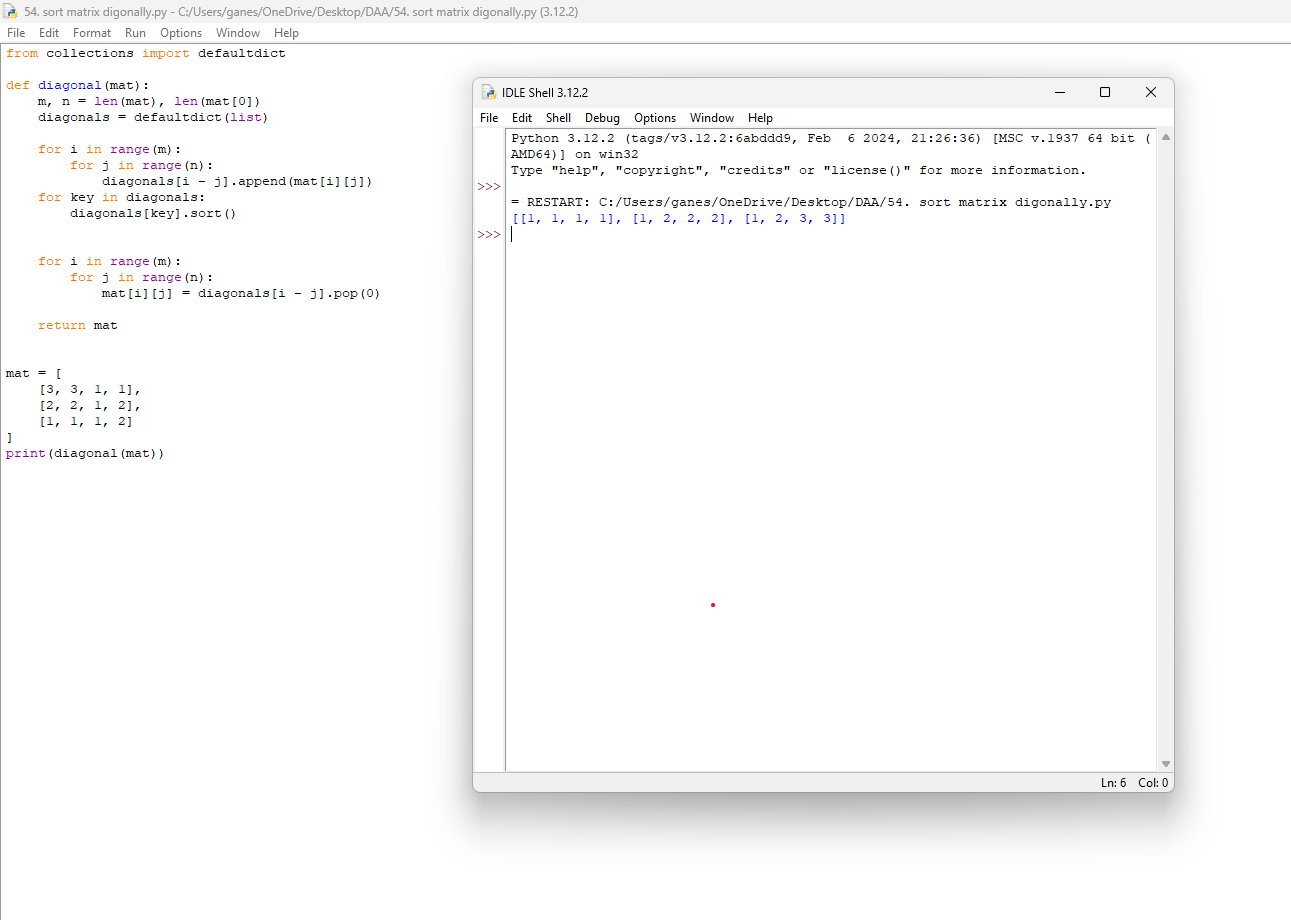 54. sort matrix digonally.py - C:/Users/ganes/OneDrive/Desktop/DAA/54. sort matrix digonally.py (3.12.2)
File Edit Format Run Options Window Help
from collections import defaultdict

def diagonal(mat):
    m, n = len(mat), len(mat[0])
    diagonals = defaultdict(list)

    for i in range(m):
        for j in range(n):
            diagonals[i - j].append(mat[i][j])
    for key in diagonals:
        diagonals[key].sort()


    for i in range(m):
        for j in range(n):
            mat[i][j] = diagonals[i - j].pop(0)

    return mat


mat = [
    [3, 3, 1, 1],
    [2, 2, 1, 2],
    [1, 1, 1, 2]
]
print(diagonal(mat))
IDLE Shell 3.12.2
File Edit Shell Debug Options Window Help
Python 3.12.2 (tags/v3.12.2:6abddd9, Feb  6 2024, 21:26:36) [MSC v.1937 64 bit (
AMD64)] on win32
Type "help", "copyright", "credits" or "license()" for more information.
>>>
= RESTART: C:/Users/ganes/OneDrive/Desktop/DAA/54. sort matrix digonally.py
[[1, 1, 1, 1], [1, 2, 2, 2], [1, 2, 3, 3]]
>>>
Ln: 6 Col: 0